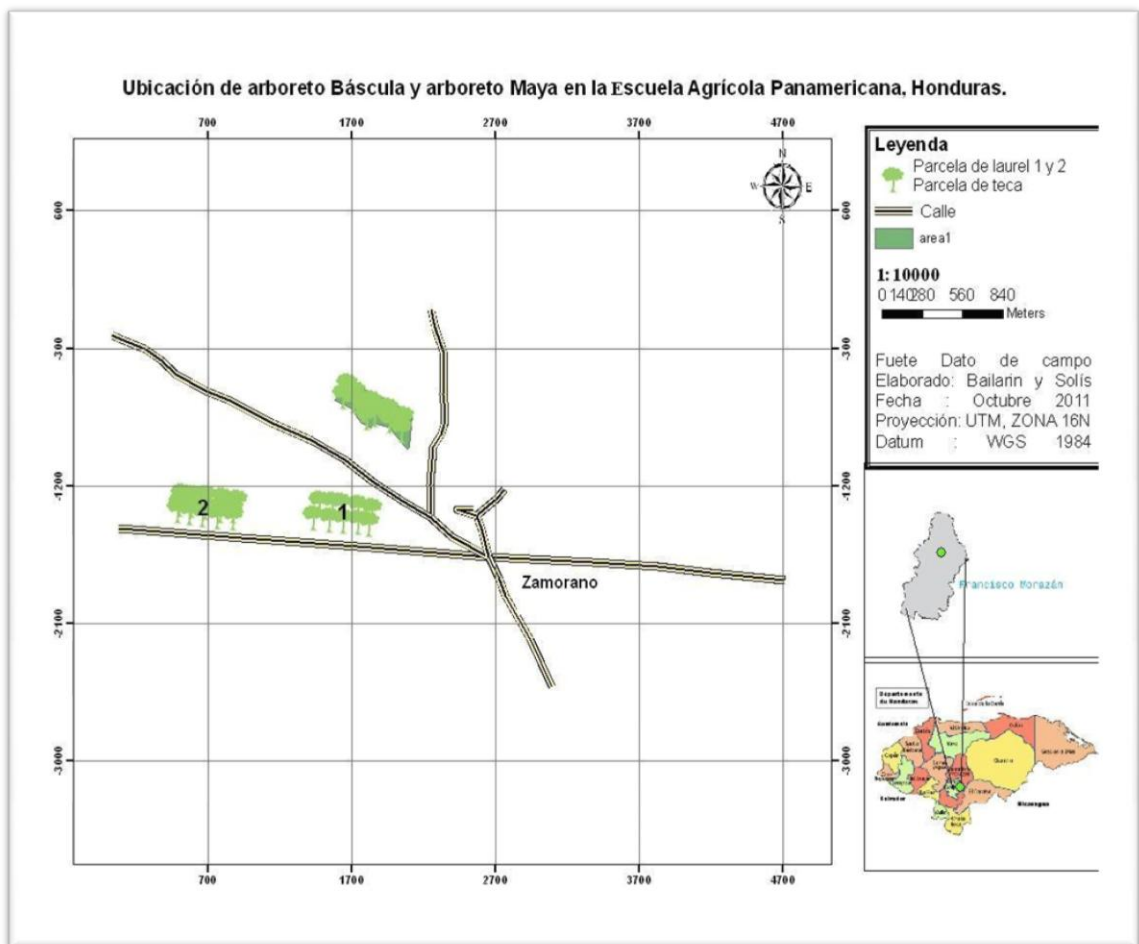 Ubicación de arboreto Báscula y arboreto Maya en la Escuela Agrícola Panamericana, Honduras.
700 1700 2700 3700 4700
N
W E
S
600 600
-300 -300
-1200 -1200
2 1
Zamorano
-2100 -2100
-3000 -3000
700 1700 2700 3700 4700
Leyenda
Parcela de laurel 1 y 2
Parcela de teca
Calle
area1
1:10000
0 140280 560 840
Meters
Fuete Dato de campo
Elaborado: Bailarin y Solís
Fecha : Octubre 2011
Proyección: UTM, ZONA 16N
Datum : WGS 1984
Francisco Morazán
Departamento
de Honduras
Guatemala
Salvador
Nicaragua